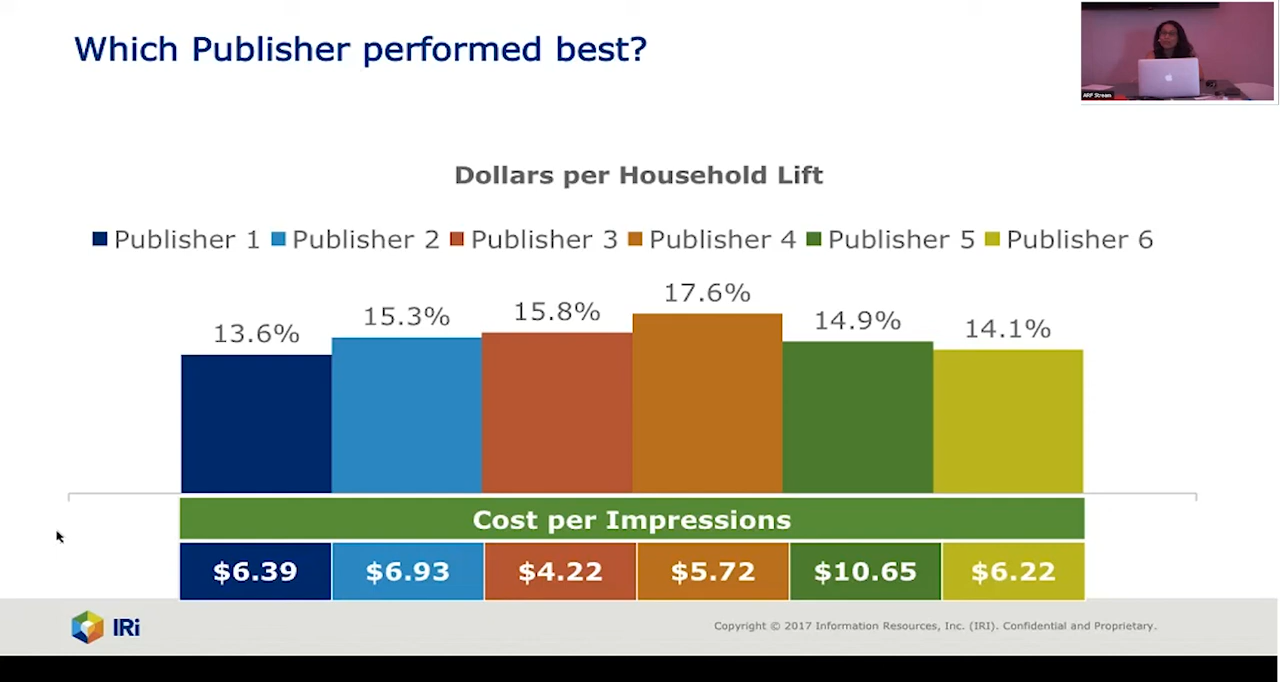 Which Publisher performed best?
ARF Stream
Dollars per Household Lift
Publisher 1 Publisher 2 Publisher 3 Publisher 4 Publisher 5 Publisher 6
13.6% 15.3% 15.8% 17.6% 14.9% 14.1%
Cost per Impressions
$6.39 $6.93 $4.22 $5.72 $10.65 $6.22
IRi
Copyright © 2017 Information Resources, Inc. (IRI). Confidential and Proprietary.